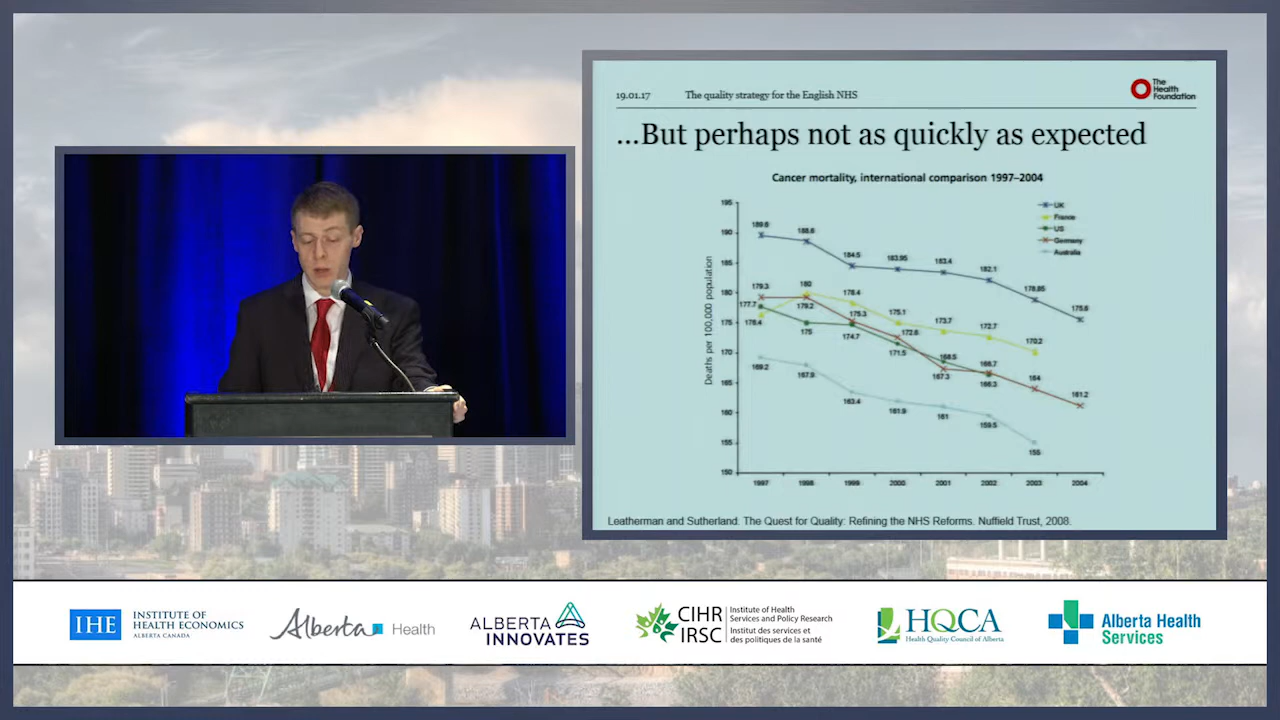 19.01.17 The quality strategy for the English NHS
The Health Foundation
...But perhaps not as quickly as expected
Cancer mortality, international comparison 1997–2004
UK
France
US
Germany
Australia
Deaths per 100,000 population
195
190
185
180
175
170
165
160
155
150
189.6 188.6 184.5 183.95 183.4 182.1 178.85 175.6
176.4 180 178.4 175.1 173.7 172.7 170.2
177.7 175 174.7 171.5 168.5 166.3
179.3 179.2 175.3 172.6 167.3 166.7 164 161.2
169.2 167.9 163.4 161.9 161 159.5 155
1997 1998 1999 2000 2001 2002 2003 2004
Leatherman and Sutherland: The Quest for Quality: Refining the NHS Reforms. Nuffield Trust, 2008.
IHE
INSTITUTE OF
HEALTH ECONOMICS
ALBERTA CANADA
Alberta Health
ALBERTA
INNOVATES
CIHR
IRSC
Institute of Health
Services and Policy Research
Institut des services et
des politiques de la santé
HQCA
Health Quality Council of Alberta
Alberta Health
Services